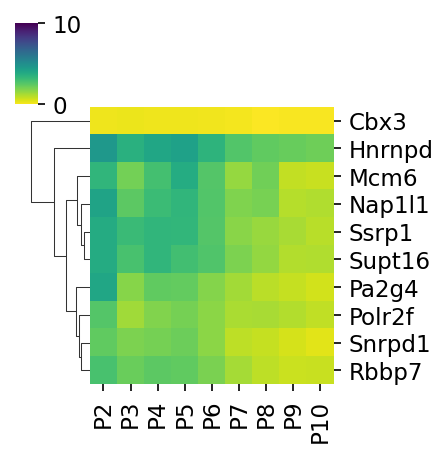 10
0
Cbx3
Hnrnpd
Mcm6
Nap1l1
Ssrp1
Supt16
Pa2g4
Polr2f
Snrpd1
Rbbp7
P2 P3 P4 P5 P6 P7 P8 P9 P10